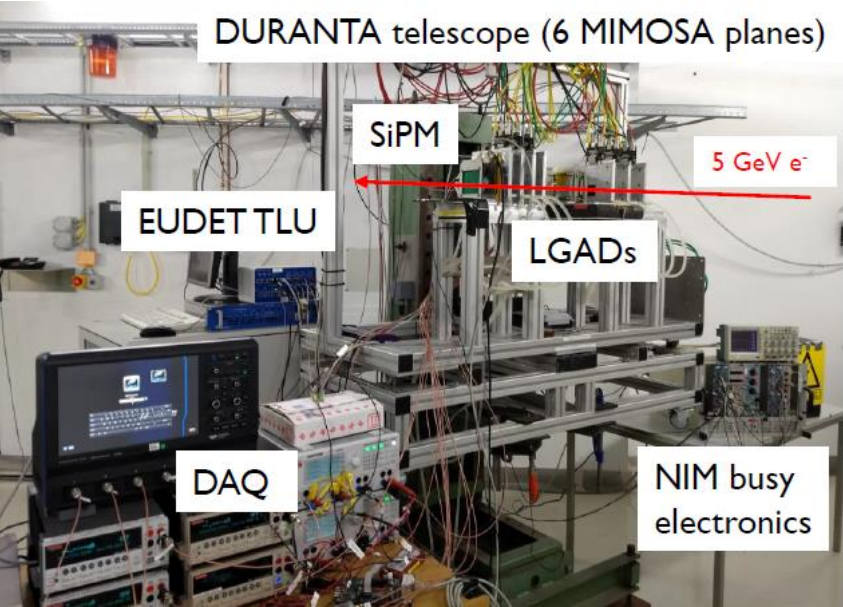 DURANTA telescope (6 MIMOSA planes)
SiPM
5 GeV e⁻
EUDET TLU
LGADs
DAQ
NIM busy
electronics